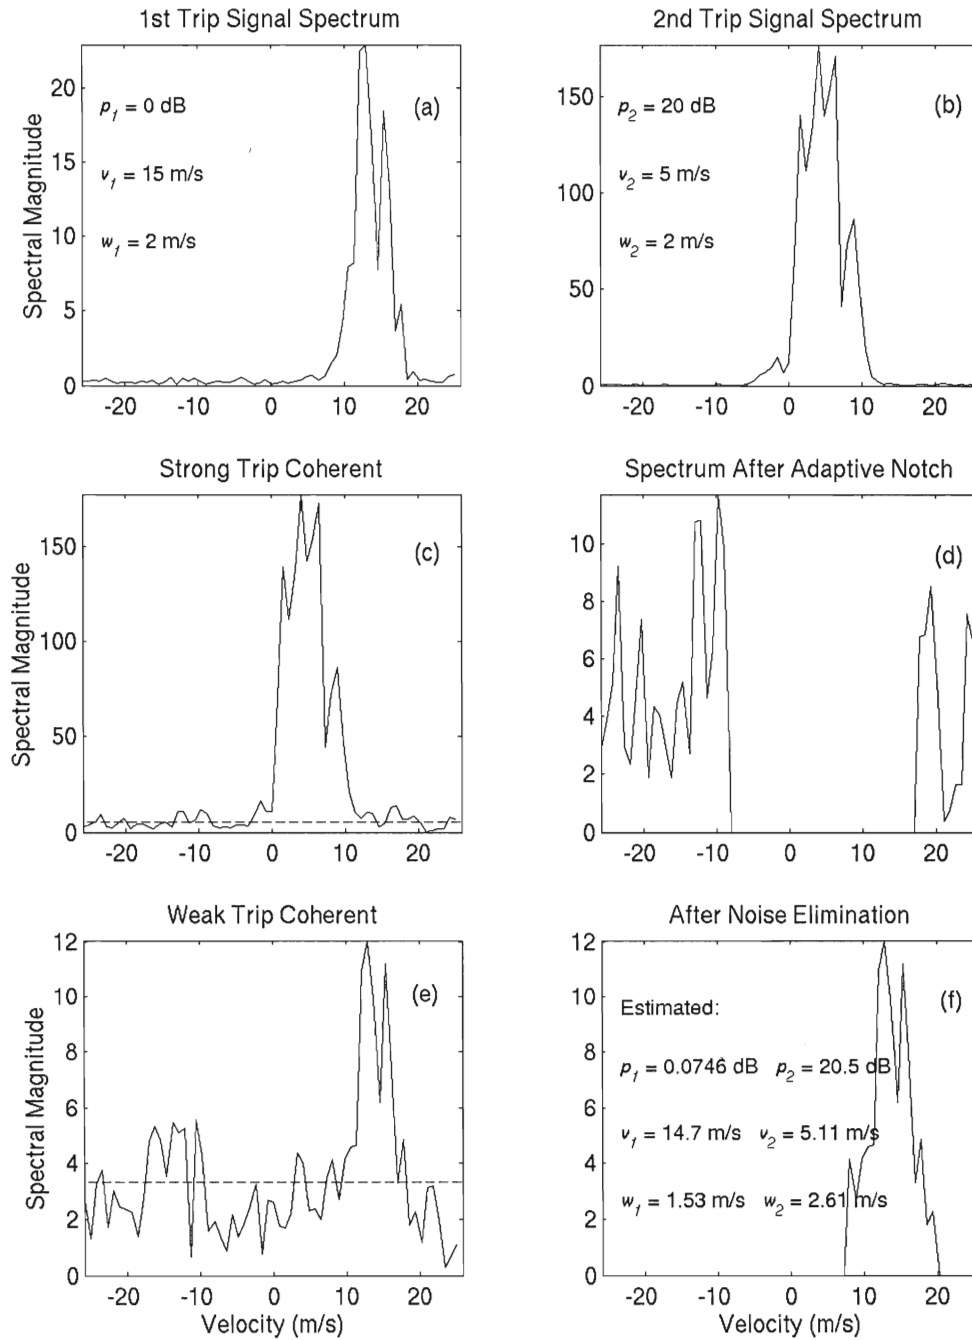 1st Trip Signal Spectrum
2nd Trip Signal Spectrum
Spectral Magnitude
20
15
10
5
0
p1 = 0 dB
v1 = 15 m/s
w1 = 2 m/s
(a)
-20 -10 0 10 20
150
100
50
0
p2 = 20 dB
v2 = 5 m/s
w2 = 2 m/s
(b)
-20 -10 0 10 20
Strong Trip Coherent
Spectrum After Adaptive Notch
Spectral Magnitude
150
100
50
0
(c)
-20 -10 0 10 20
10
8
6
4
2
0
(d)
-20 -10 0 10 20
Weak Trip Coherent
After Noise Elimination
Spectral Magnitude
12
10
8
6
4
2
0
(e)
-20 -10 0 10 20
Velocity (m/s)
12
10
8
6
4
2
0
(f)
Estimated:
p1 = 0.0746 dB p2 = 20.5 dB
v1 = 14.7 m/s v2 = 5.11 m/s
w1 = 1.53 m/s w2 = 2.61 m/s
-20 -10 0 10 20
Velocity (m/s)